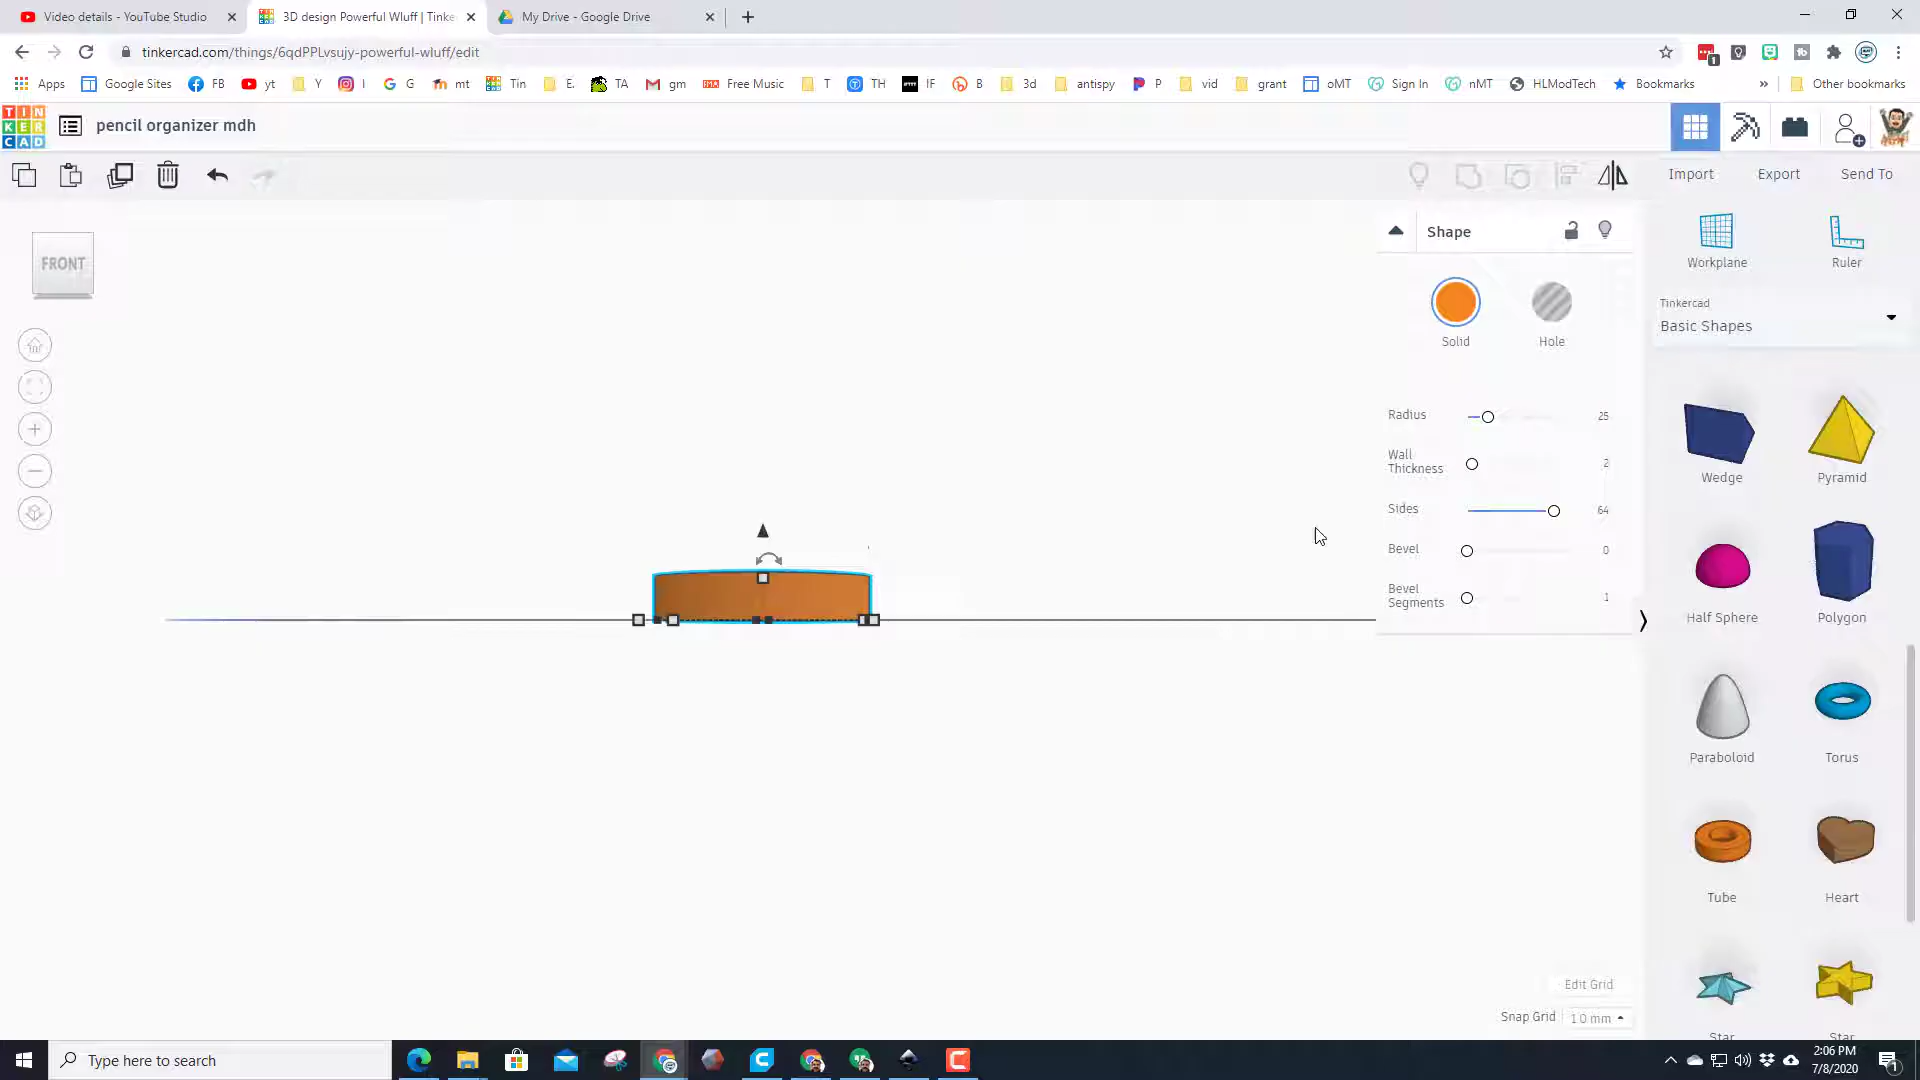 Video details - YouTube Studio
3D design Powerful Wluff | Tinke
My Drive - Google Drive
tinkercad.com/things/6qdPPLvsujy-powerful-wluff/edit
Apps Google Sites FB yt Y I G mt Tin E. TA gm Free Music T TH IF B 3d antispy P vid grant oMT Sign In nMT HLModTech Bookmarks » Other bookmarks
TIN
KER
CAD
pencil organizer mdh
Import Export Send To
FRONT
Shape
Solid Hole
Radius 25
Wall
Thickness 2
Sides 64
Bevel 0
Bevel
Segments 1
Workplane Ruler
Tinkercad
Basic Shapes
Wedge Pyramid
Half Sphere Polygon
Paraboloid Torus
Tube Heart
Star Star
Edit Grid
Snap Grid 1.0 mm
Type here to search
2:06 PM
7/8/2020